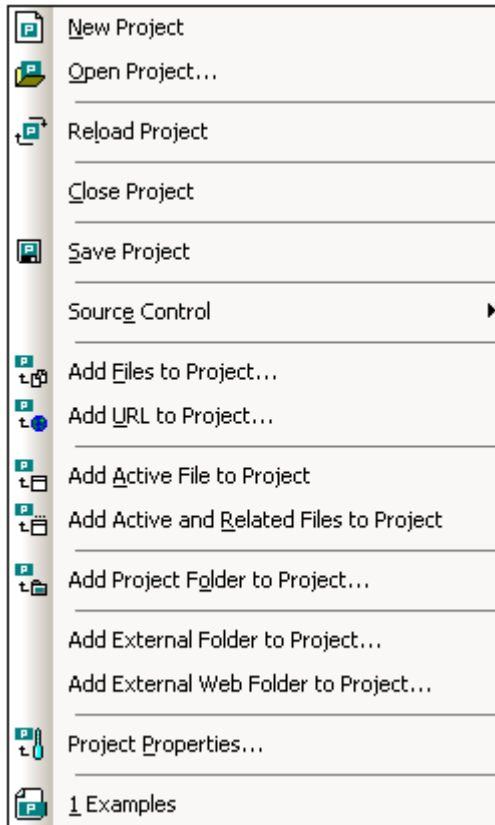 New Project
Open Project...
Reload Project
Close Project
Save Project
Source Control
Add Files to Project...
Add URL to Project...
Add Active File to Project
Add Active and Related Files to Project
Add Project Folder to Project...
Add External Folder to Project...
Add External Web Folder to Project...
Project Properties...
1 Examples